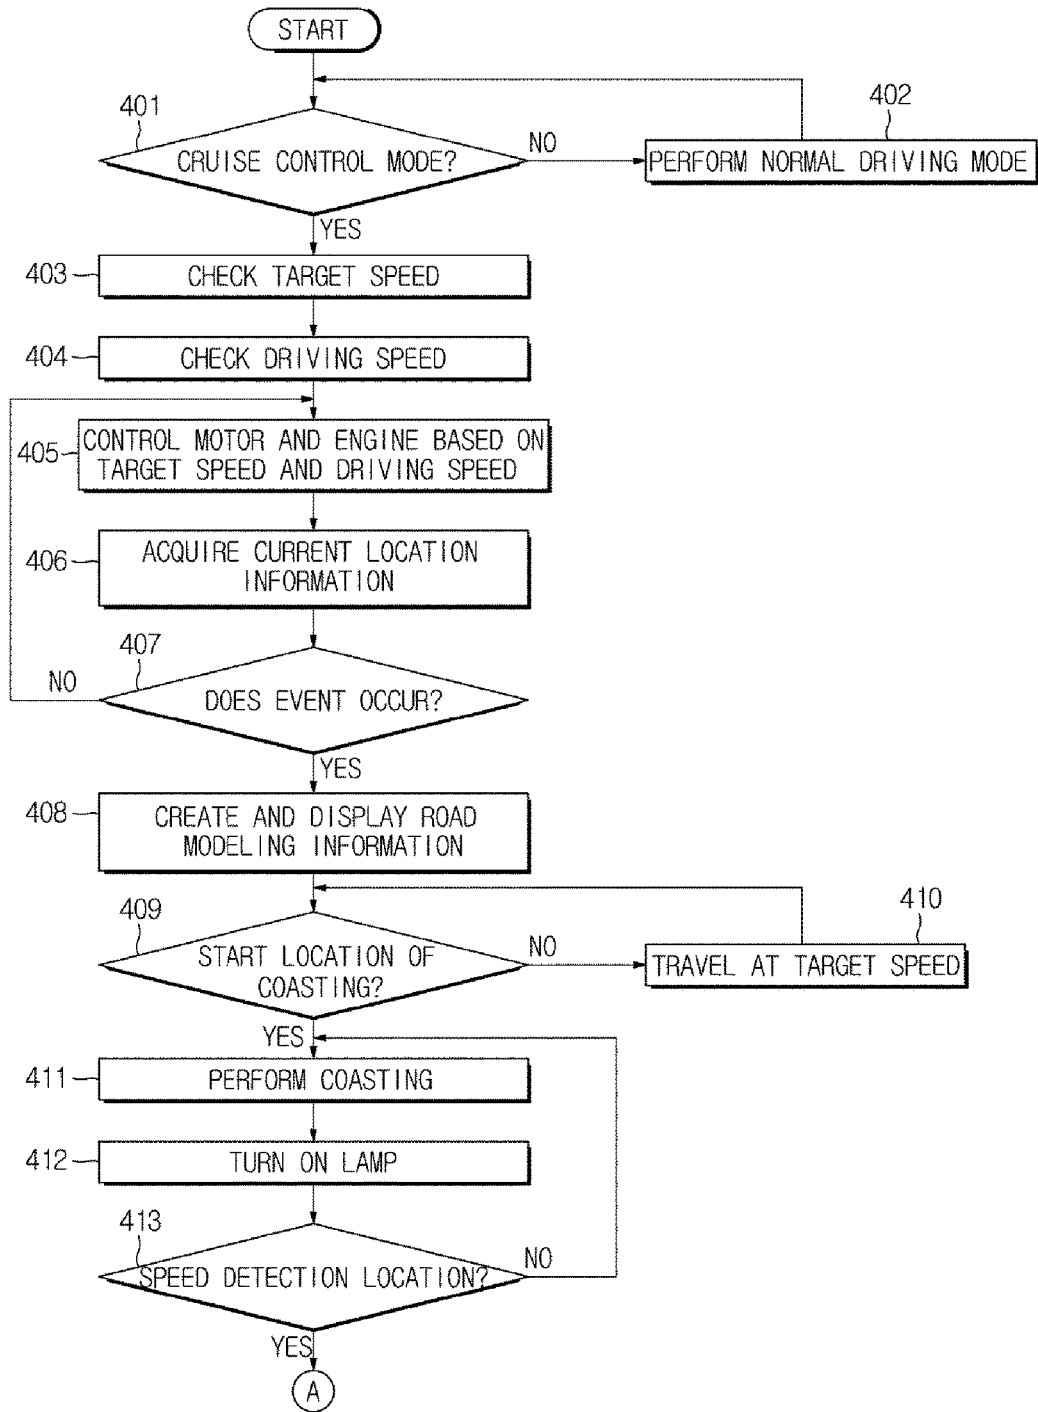 START
401
CRUISE CONTROL MODE?
NO
402
PERFORM NORMAL DRIVING MODE
YES
403
CHECK TARGET SPEED
404
CHECK DRIVING SPEED
405
CONTROL MOTOR AND ENGINE BASED ON
TARGET SPEED AND DRIVING SPEED
406
ACQUIRE CURRENT LOCATION
INFORMATION
407
NO
DOES EVENT OCCUR?
YES
408
CREATE AND DISPLAY ROAD
MODELING INFORMATION
409
START LOCATION OF
COASTING?
NO
410
TRAVEL AT TARGET SPEED
YES
411
PERFORM COASTING
412
TURN ON LAMP
413
SPEED DETECTION LOCATION?
NO
YES
A